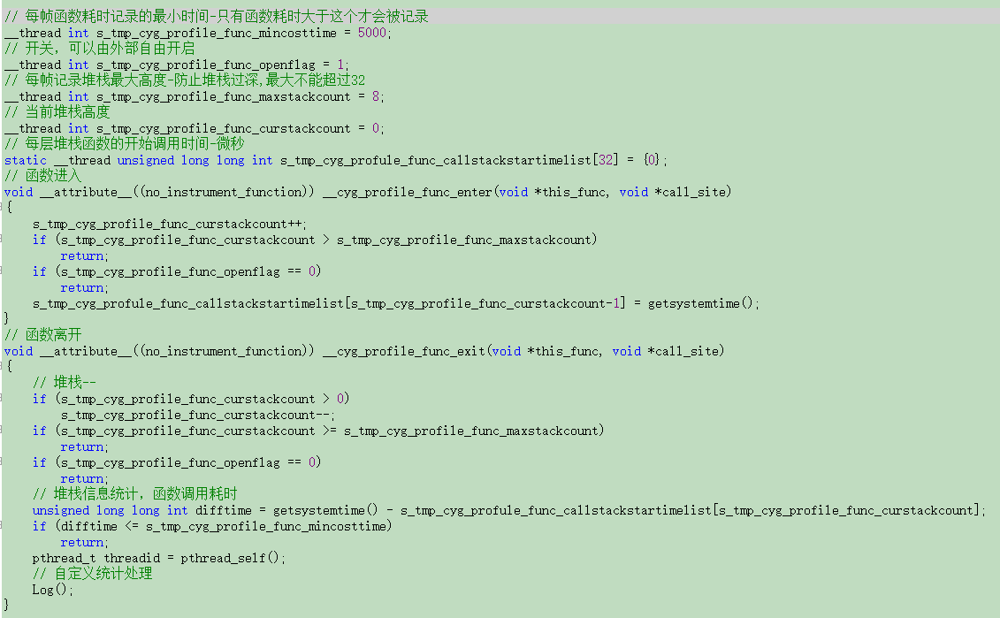 // 每帧函数耗时记录的最小时间-只有函数耗时大于这个才会被记录
__thread int s_tmp_cyg_profile_func_mincosttime = 5000;
// 开关，可以由外部自由开启
__thread int s_tmp_cyg_profile_func_openflag = 1;
// 每帧记录堆栈最大高度-防止堆栈过深,最大不能超过32
__thread int s_tmp_cyg_profile_func_maxstackcount = 8;
// 当前堆栈高度
__thread int s_tmp_cyg_profile_func_curstackcount = 0;
// 每层堆栈函数的开始调用时间-微秒
static __thread unsigned long long int s_tmp_cyg_profule_func_callstackstartimelist[32] = {0};
// 函数进入
void __attribute__((no_instrument_function)) __cyg_profile_func_enter(void *this_func, void *call_site)
{
    s_tmp_cyg_profile_func_curstackcount++;
    if (s_tmp_cyg_profile_func_curstackcount > s_tmp_cyg_profile_func_maxstackcount)
        return;
    if (s_tmp_cyg_profile_func_openflag == 0)
        return;
    s_tmp_cyg_profule_func_callstackstartimelist[s_tmp_cyg_profile_func_curstackcount-1] = getsystemtime();
}
// 函数离开
void __attribute__((no_instrument_function)) __cyg_profile_func_exit(void *this_func, void *call_site)
{
    // 堆栈--
    if (s_tmp_cyg_profile_func_curstackcount > 0)
        s_tmp_cyg_profile_func_curstackcount--;
    if (s_tmp_cyg_profile_func_curstackcount >= s_tmp_cyg_profile_func_maxstackcount)
        return;
    if (s_tmp_cyg_profile_func_openflag == 0)
        return;
    // 堆栈信息统计，函数调用耗时
    unsigned long long int difftime = getsystemtime() - s_tmp_cyg_profule_func_callstackstartimelist[s_tmp_cyg_profile_func_curstackcount];
    if (difftime <= s_tmp_cyg_profile_func_mincosttime)
        return;
    pthread_t threadid = pthread_self();
    // 自定义统计处理
    Log();
}